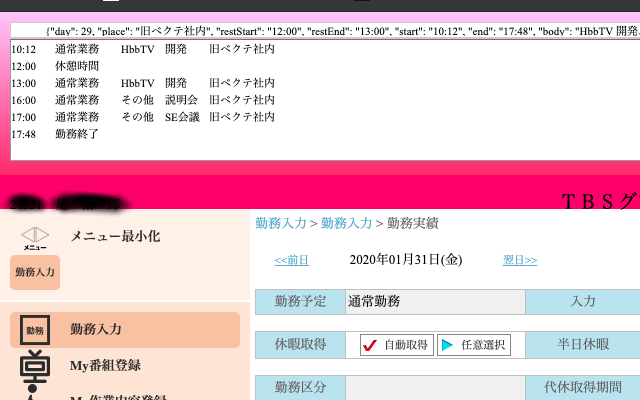 {"day": 29, "place": "旧ベクテ社内", "restStart": "12:00", "restEnd": "13:00", "start": "10:12", "end": "17:48", "body": "HbbTV 開発
10:12 通常業務 HbbTV 開発 旧ベクテ社内
12:00 休憩時間
13:00 通常業務 HbbTV 開発 旧ベクテ社内
16:00 通常業務 その他 説明会 旧ベクテ社内
17:00 通常業務 その他 SE会議 旧ベクテ社内
17:48 勤務終了
TBSグ
メニュー メニュー最小化
勤務入力
勤務 勤務入力
My番組登録
My作業内容登録
勤務入力 > 勤務入力 > 勤務実績
<<前日 2020年01月31日(金) 翌日>>
勤務予定 通常勤務 入力
休暇取得 自動取得 任意選択 半日休暇
勤務区分 代休取得期間